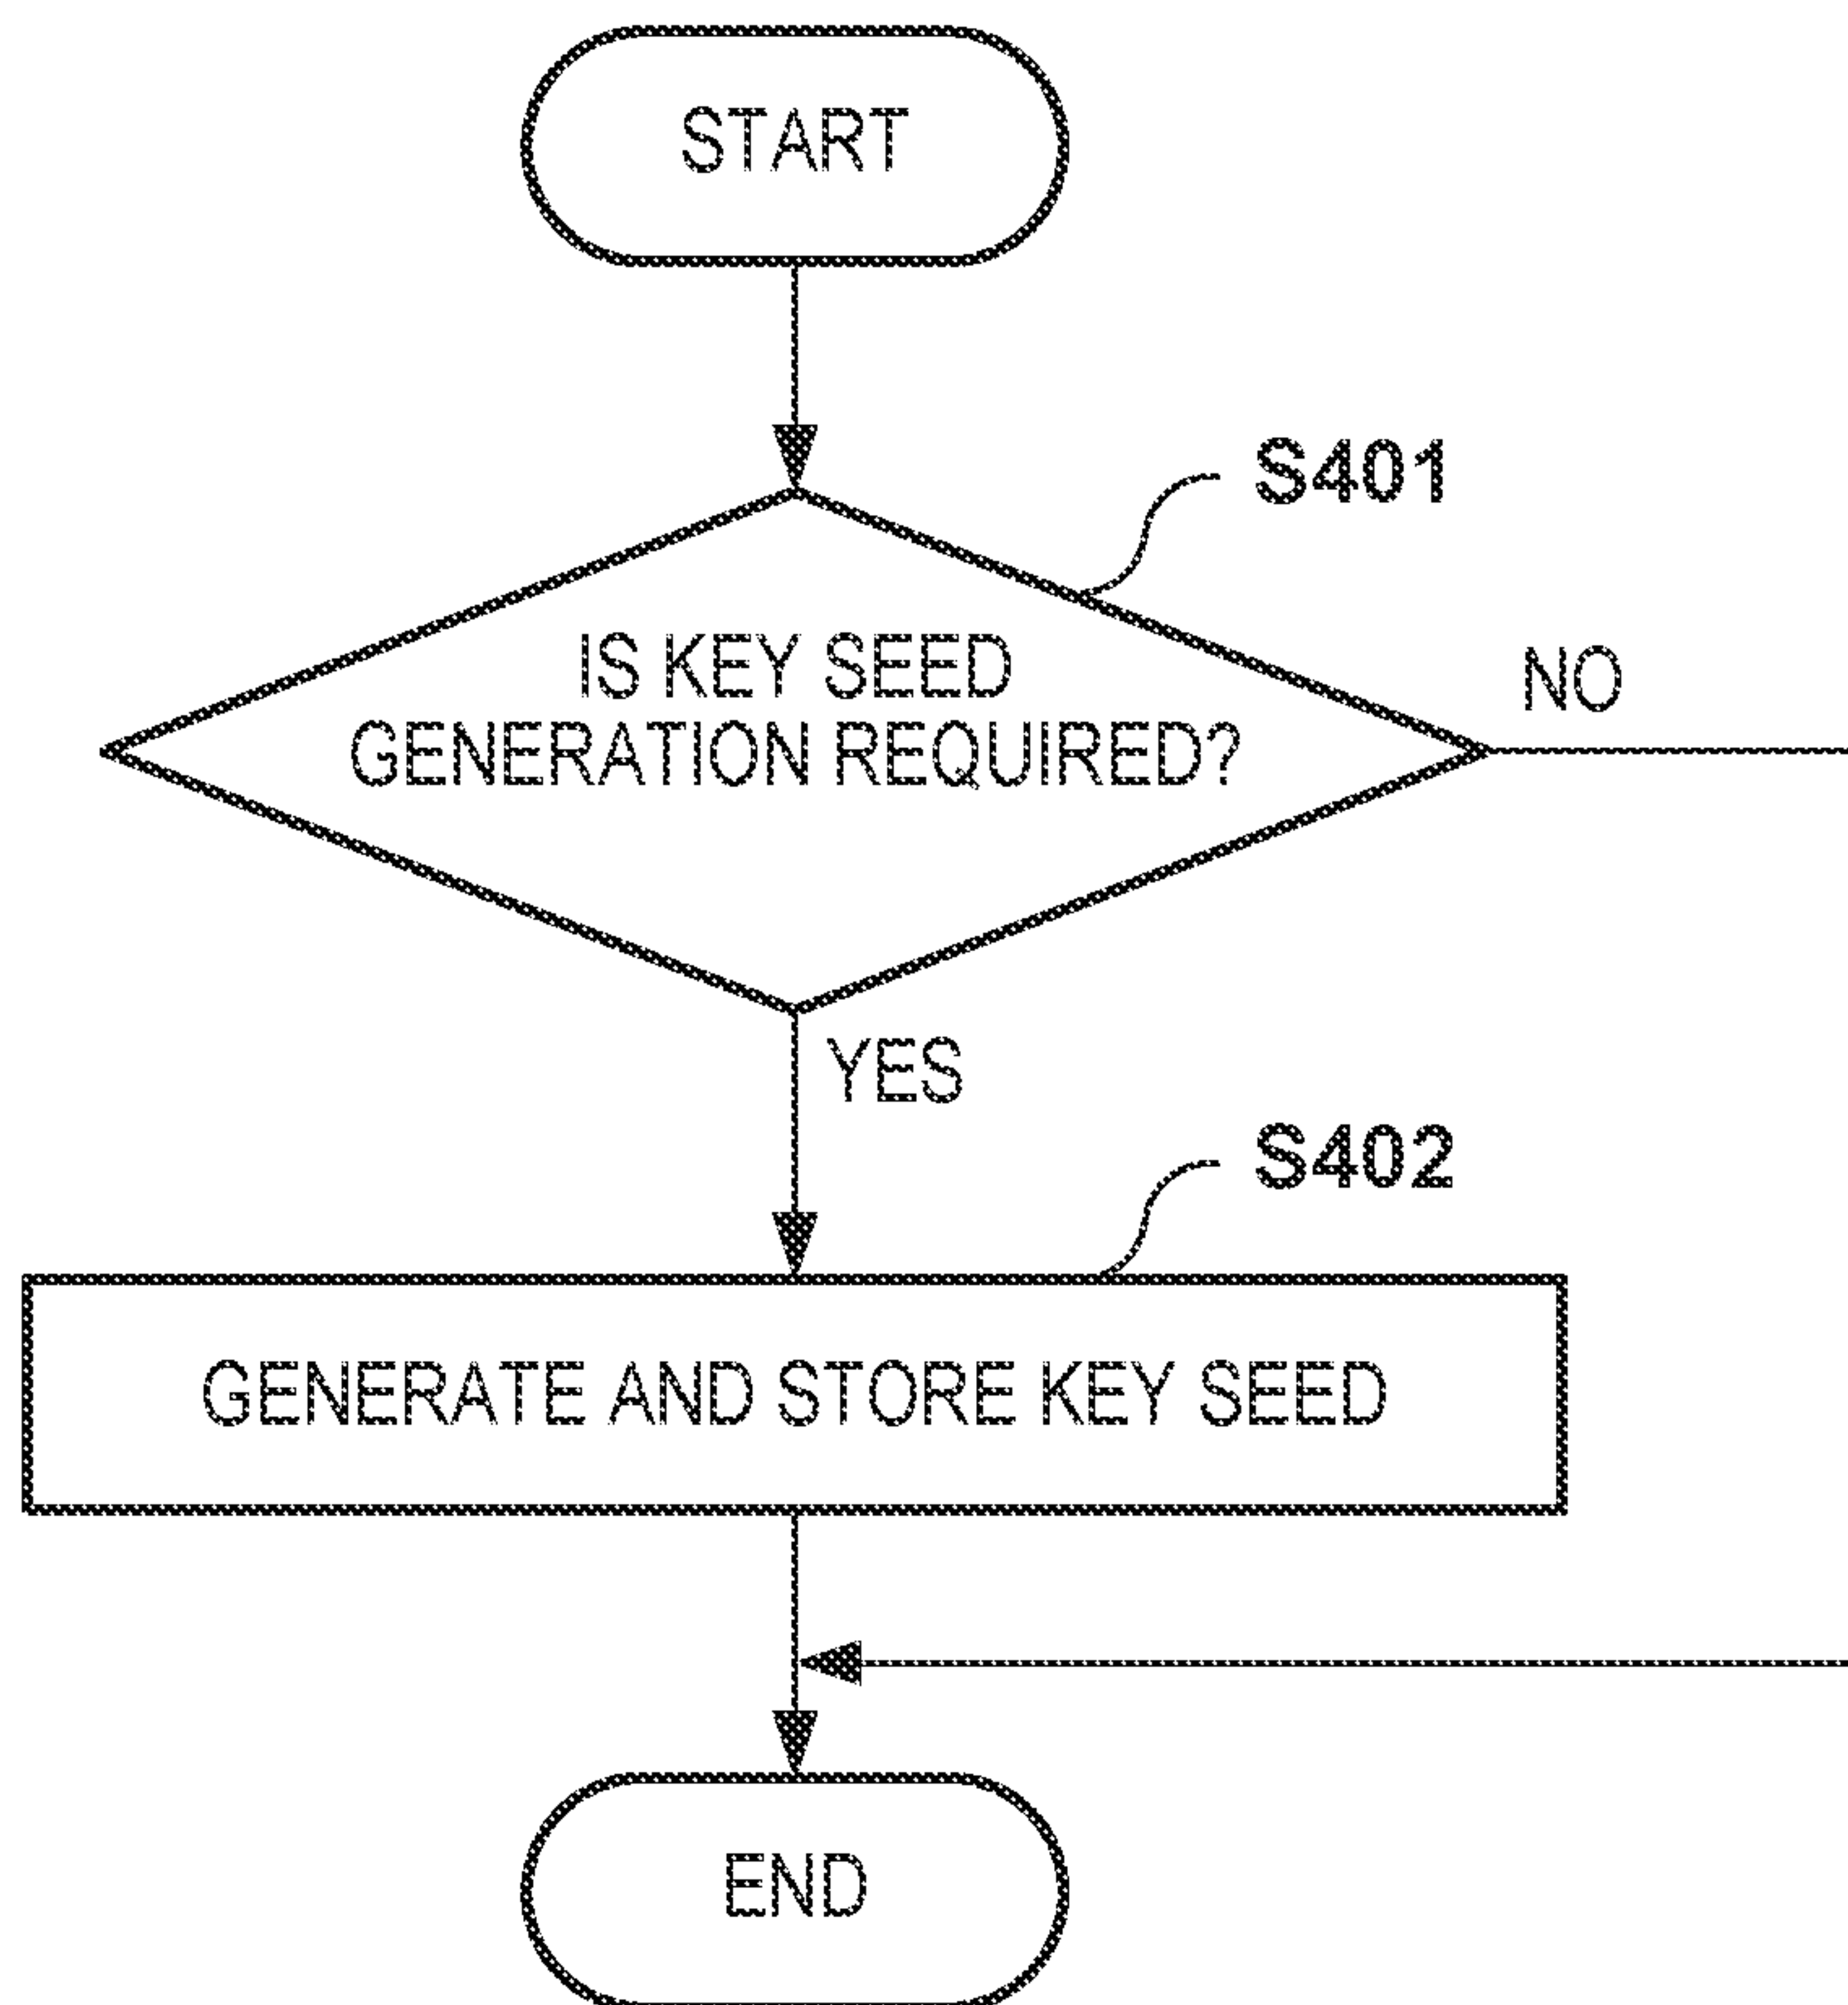 START
S401
IS KEY SEED
GENERATION REQUIRED?
NO
YES
S402
GENERATE AND STORE KEY SEED
END